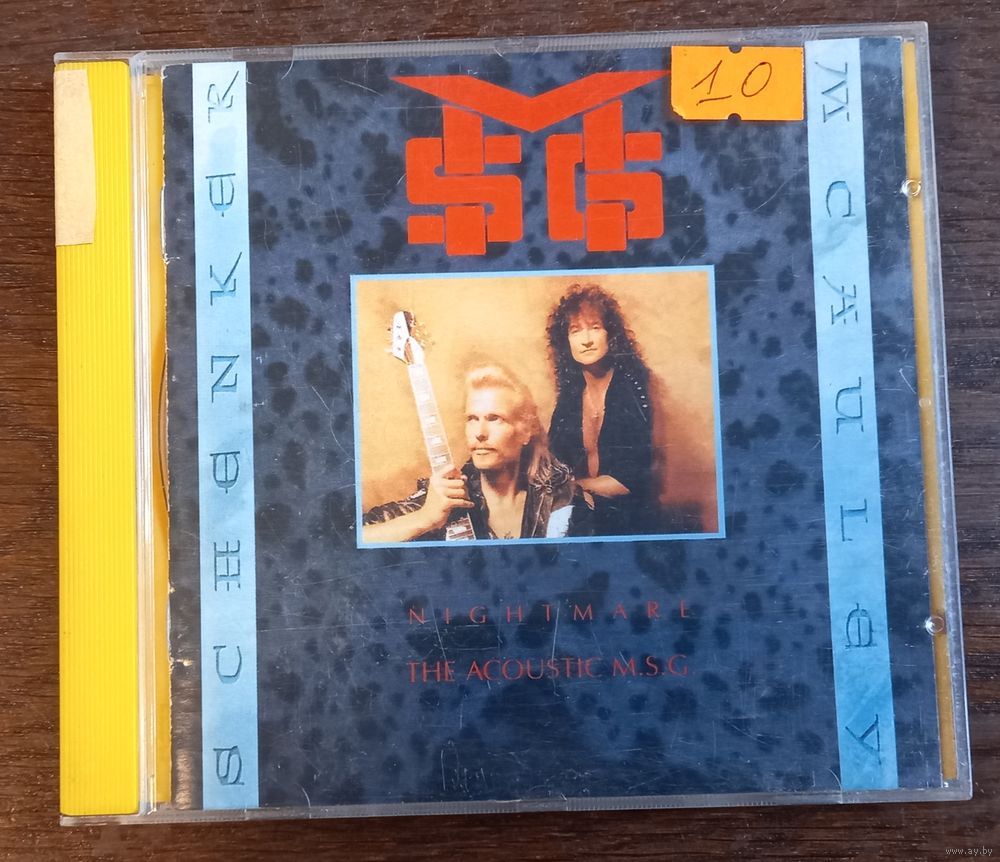 MSG
10
SCHENKER
MCAULEY
NIGHTMARE
THE ACOUSTIC M.S.G.
www.ay.by